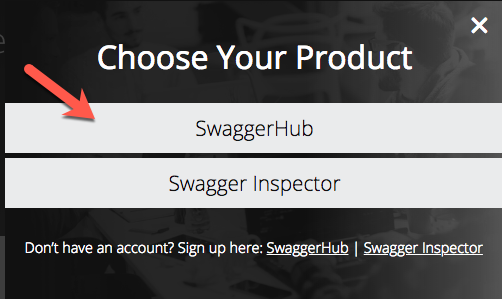 Choose Your Product
SwaggerHub
Swagger Inspector
Don't have an account? Sign up here: SwaggerHub | Swagger Inspector